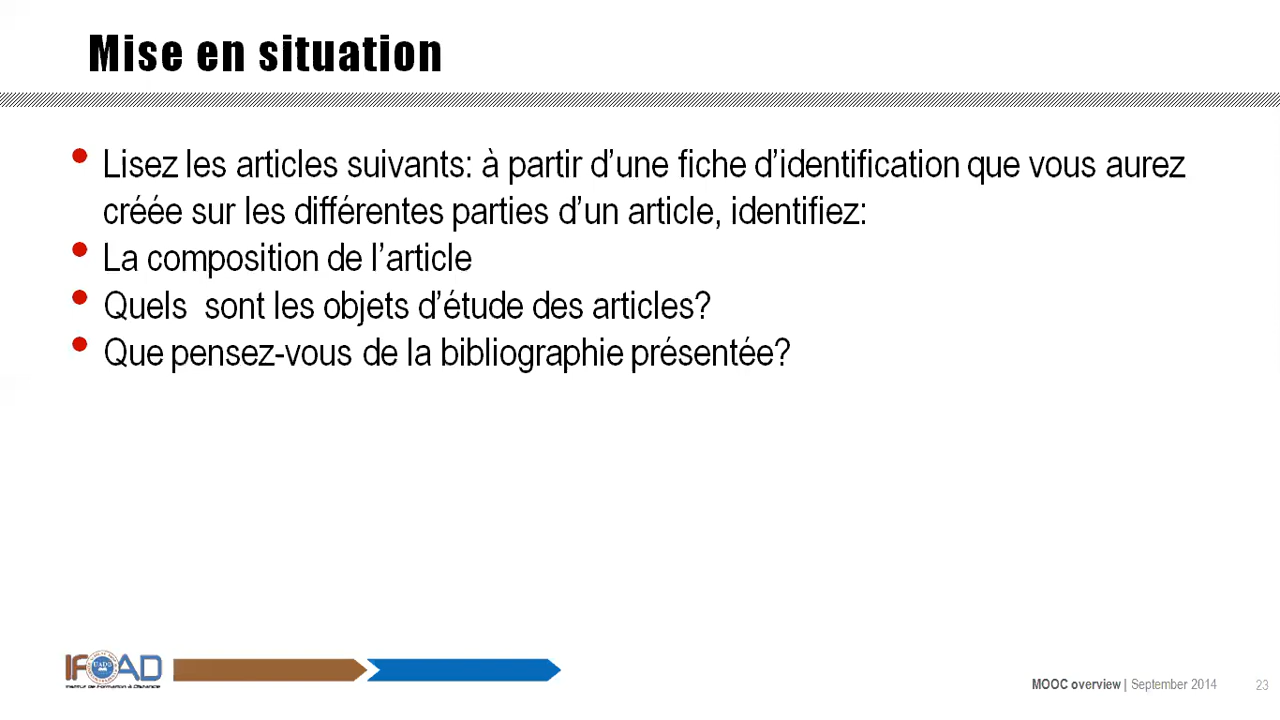 Mise en situation
• Lisez les articles suivants: à partir d’une fiche d’identification que vous aurez
créée sur les différentes parties d’un article, identifiez:
• La composition de l’article
• Quels sont les objets d’étude des articles?
• Que pensez-vous de la bibliographie présentée?
IFOAD
Institut de Formation à Distance
MOOC overview | September 2014
23